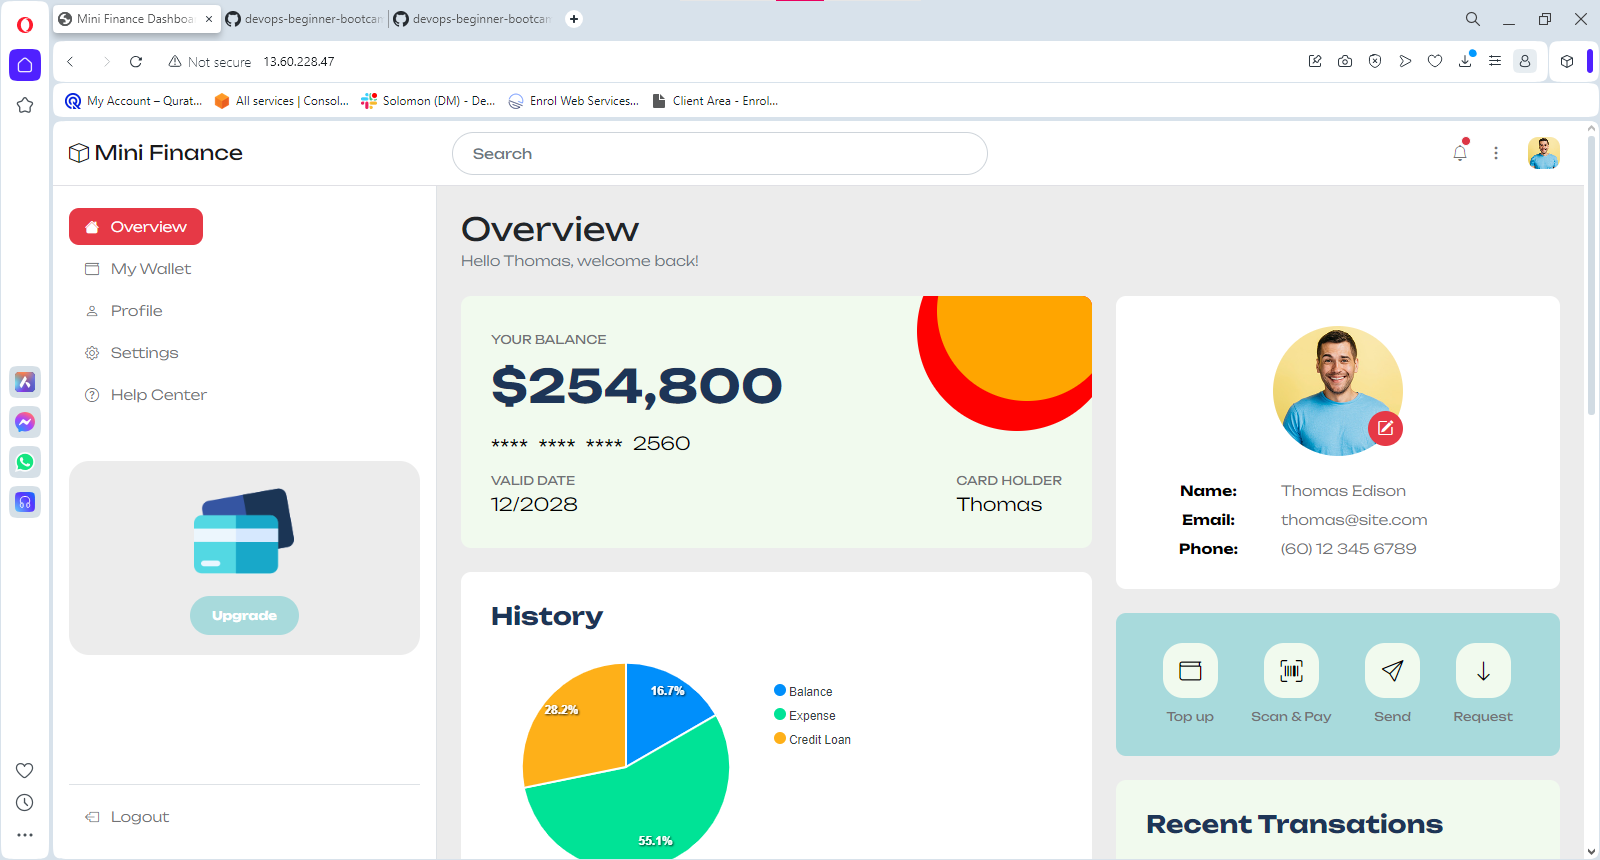 Mini Finance Dashboa
devops-beginner-bootcam
devops-beginner-bootcam
Not secure 13.60.228.47
My Account – Qurat...
All services | Consol...
Solomon (DM) - De...
Enrol Web Services...
Client Area - Enrol...
Mini Finance
Search
Overview
My Wallet
Profile
Settings
Help Center
Upgrade
Logout
Overview
Hello Thomas, welcome back!
YOUR BALANCE
$254,800
**** **** **** 2560
VALID DATE
12/2028
CARD HOLDER
Thomas
History
16.7%
28.2%
55.1%
Balance
Expense
Credit Loan
Name: Thomas Edison
Email: thomas@site.com
Phone: (60) 12 345 6789
Top up
Scan & Pay
Send
Request
Recent Transations